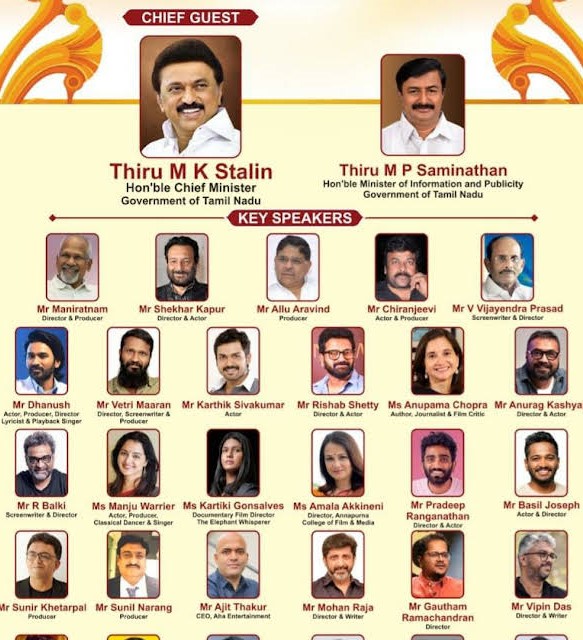 CHIEF GUEST
Thiru M K Stalin
Hon'ble Chief Minister
Government of Tamil Nadu
Thiru M P Saminathan
Hon'ble Minister of Information and Publicity
Government of Tamil Nadu
KEY SPEAKERS
Mr Maniratnam
Director & Producer
Mr Shekhar Kapur
Director & Actor
Mr Allu Aravind
Producer
Mr Chiranjeevi
Actor & Producer
Mr V Vijayendra Prasad
Screenwriter & Director
Mr Dhanush
Actor, Producer, Director
Lyricist & Playback Singer
Mr Vetri Maaran
Director, Screenwriter &
Producer
Mr Karthik Sivakumar
Actor
Mr Rishab Shetty
Director & Actor
Ms Anupama Chopra
Author, Journalist & Film Critic
Mr Anurag Kashya
Director & Actor
Mr R Balki
Screenwriter & Director
Ms Manju Warrier
Actor, Producer,
Classical Dancer & Singer
Ms Kartiki Gonsalves
Documentary Film Director
The Elephant Whisperer
Ms Amala Akkineni
Director, Annapurna
College of Film & Media
Mr Pradeep
Ranganathan
Director & Actor
Mr Basil Joseph
Actor & Director
Mr Sunir Khetarpal
Producer
Mr Sunil Narang
Producer
Mr Ajit Thakur
CEO, Aha Entertainment
Mr Mohan Raja
Director & Writer
Mr Gautham
Ramachandran
Director
Mr Vipin Das
Director & Writer